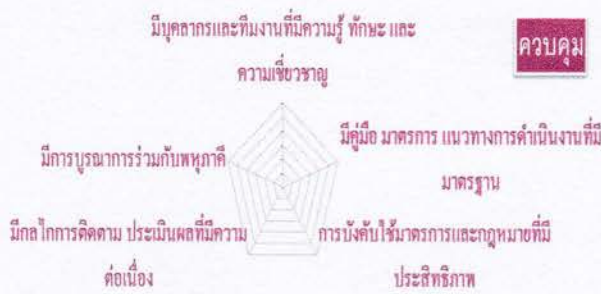 มีบุคลากรและทีมงานที่มีความรู้ ทักษะ และ
ความเชี่ยวชาญ
ควบคุม
มีคู่มือ มาตรการ แนวทางการดำเนินงานที่มี
มาตรฐาน
มีการบูรณาการร่วมกับพหุภาคี
มีกลไกการติดตาม ประเมินผลที่มีความ
ต่อเนื่อง
การบังคับใช้มาตรการและกฎหมายที่มี
ประสิทธิภาพ